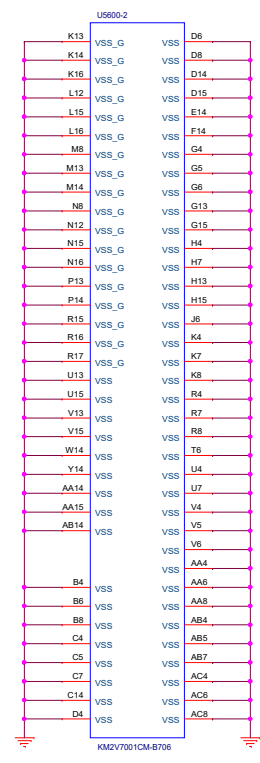 U5600-2
K13 VSS_G VSS D6
K14 VSS_G VSS D8
K16 VSS_G VSS D14
L12 VSS_G VSS D15
L15 VSS_G VSS E14
L16 VSS_G VSS F14
M8 VSS_G VSS G4
M13 VSS_G VSS G5
M14 VSS_G VSS G6
N8 VSS_G VSS G13
N12 VSS_G VSS G15
N15 VSS_G VSS H4
N16 VSS_G VSS H7
P13 VSS_G VSS H13
P14 VSS_G VSS H15
R15 VSS_G VSS J6
R16 VSS_G VSS K4
R17 VSS_G VSS K7
U13 VSS VSS K8
U15 VSS VSS R4
V13 VSS VSS R7
V15 VSS VSS R8
W14 VSS VSS T6
Y14 VSS VSS U4
AA14 VSS VSS U7
AA15 VSS VSS V4
AB14 VSS VSS V5
VSS V6
VSS AA4
B4 VSS VSS AA6
B6 VSS VSS AA8
B8 VSS VSS AB4
C4 VSS VSS AB5
C5 VSS VSS AB7
C7 VSS VSS AC4
C14 VSS VSS AC6
D4 VSS VSS AC8
KM2V7001CM-B706